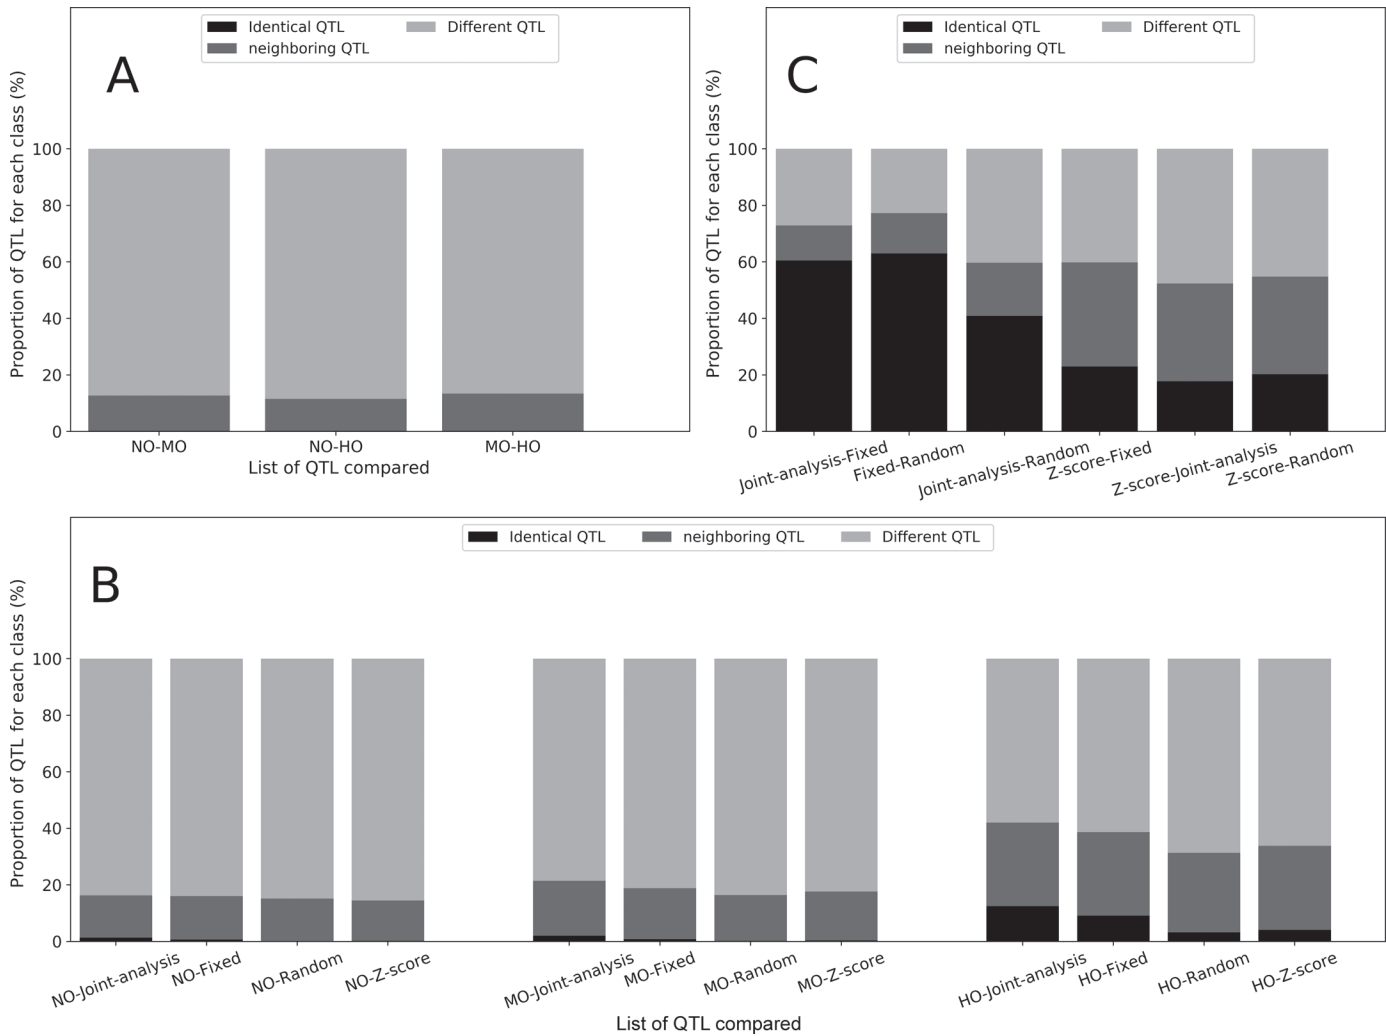 Identical QTL
neighboring QTL
Different QTL
A
Proportion of QTL for each class (%)
100
80
60
40
20
0
NO-MO
NO-HO
MO-HO
List of QTL compared
Identical QTL
neighboring QTL
Different QTL
C
Proportion of QTL for each class (%)
100
80
60
40
20
0
Joint-analysis-Fixed
Fixed-Random
Joint-analysis-Random
Z-score-Fixed
Z-score-Joint-analysis
Z-score-Random
Identical QTL
neighboring QTL
Different QTL
B
Proportion of QTL for each class (%)
100
80
60
40
20
0
NO-Joint-analysis
NO-Fixed
NO-Random
NO-Z-score
MO-Joint-analysis
MO-Fixed
MO-Random
MO-Z-score
HO-Joint-analysis
HO-Fixed
HO-Random
HO-Z-score
List of QTL compared